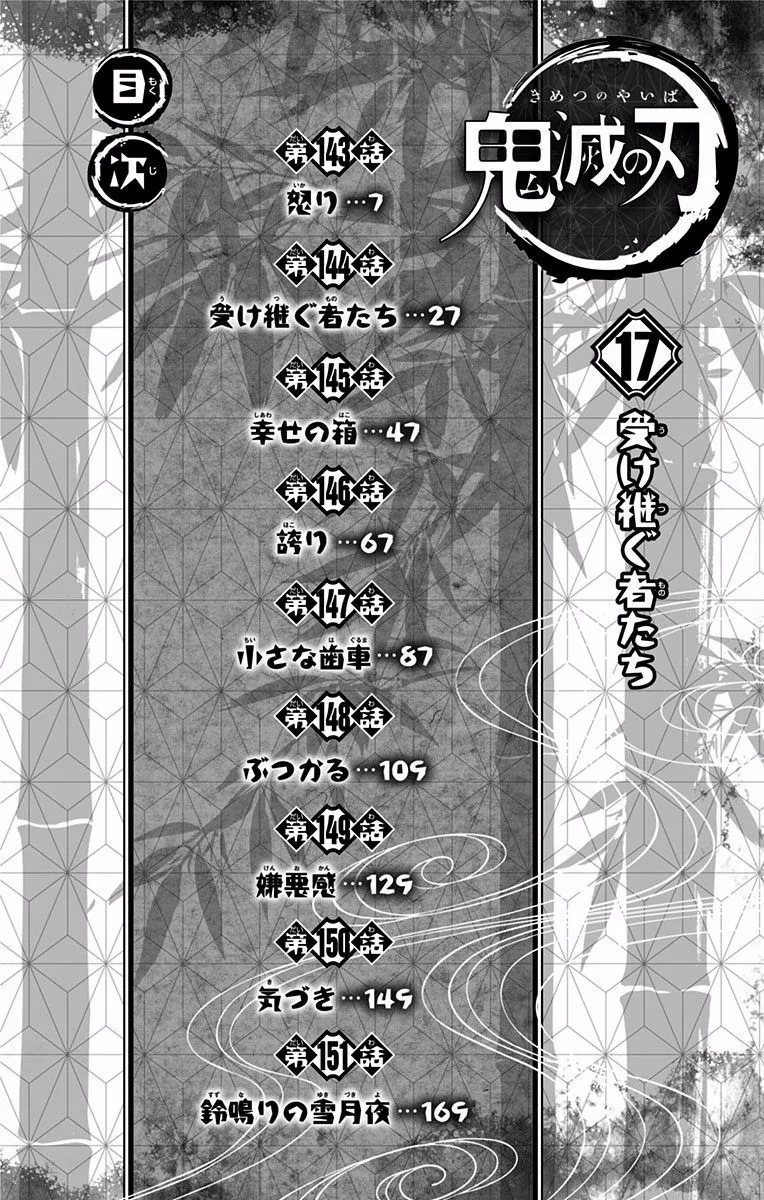 きめつのやいば
鬼滅の刃
17
受け継ぐ者たち
目次
第143話
怒り…7
第144話
受け継ぐ者たち…27
第145話
幸せの箱…47
第146話
誇り…67
第147話
小さな歯車…87
第148話
ぶつかる…109
第149話
嫌悪感…129
第150話
気づき…149
第151話
鈴鳴りの雪月夜…169